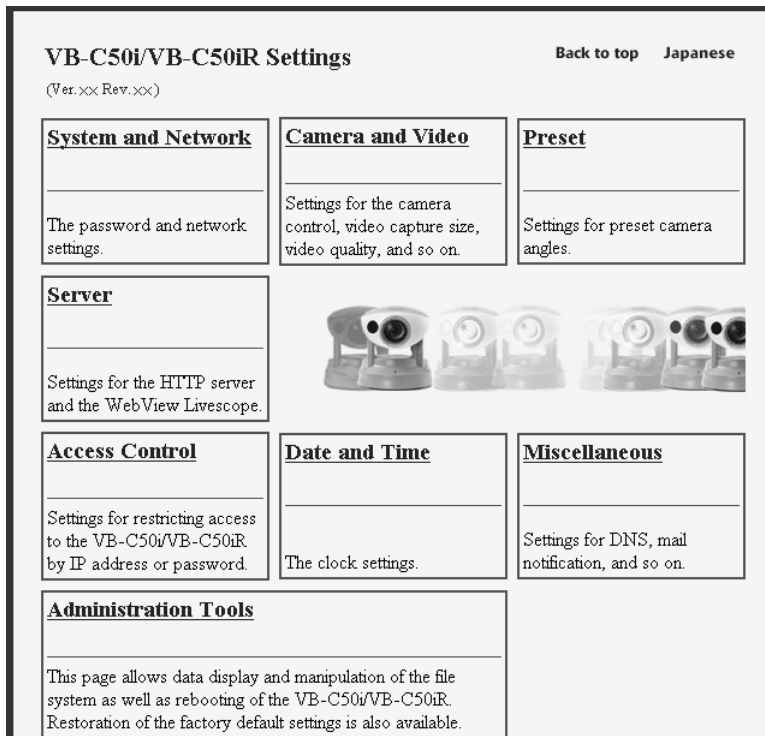 VB-C50i/VB-C50iR Settings
Back to top Japanese
(Ver. xx Rev. xx)
System and Network
The password and network
settings.
Camera and Video
Settings for the camera
control, video capture size,
video quality, and so on.
Preset
Settings for preset camera
angles.
Server
Settings for the HTTP server
and the WebView Livescope.
Access Control
Settings for restricting access
to the VB-C50i/VB-C50iR
by IP address or password.
Date and Time
The clock settings.
Miscellaneous
Settings for DNS, mail
notification, and so on.
Administration Tools
This page allows data display and manipulation of the file
system as well as rebooting of the VB-C50i/VB-C50iR.
Restoration of the factory default settings is also available.